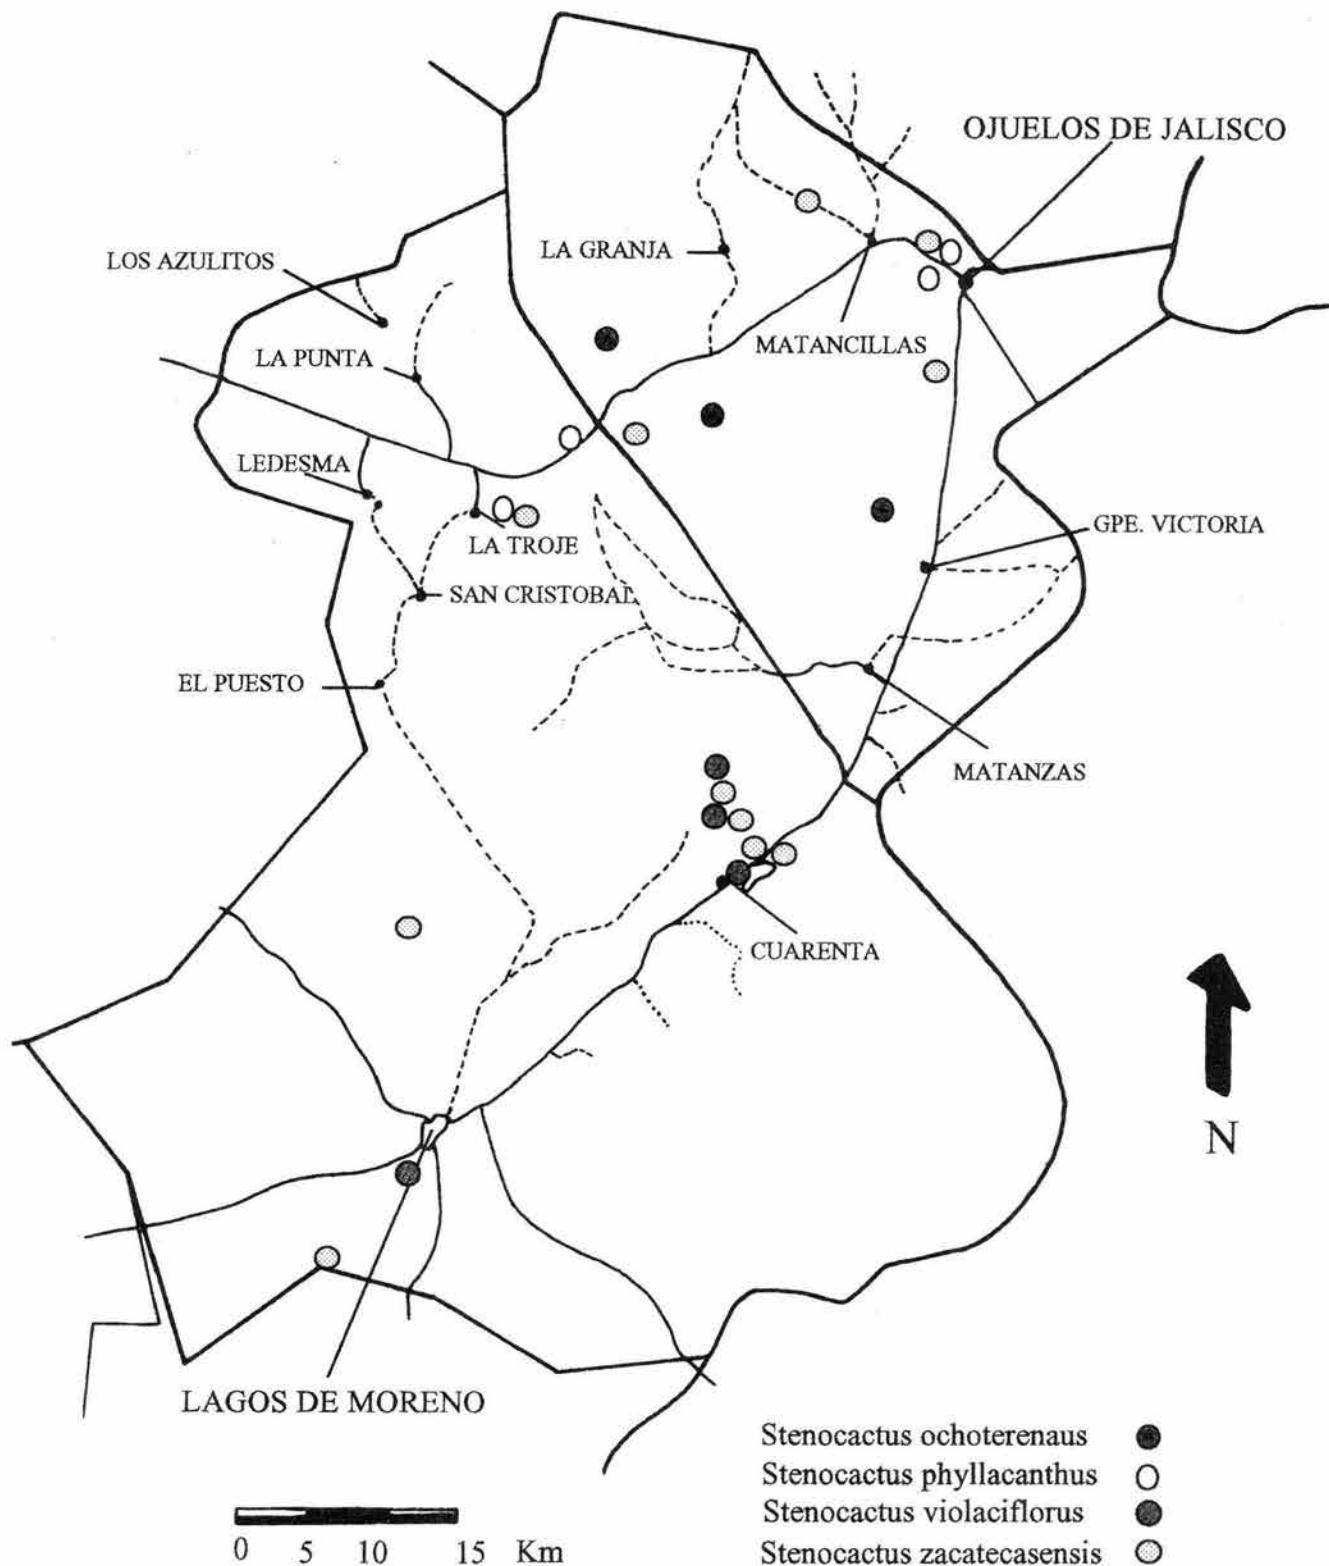 OJUELOS DE JALISCO
LA GRANJA
LOS AZULITOS
MATANCILLAS
LA PUNTA
LEDESMA
GPE. VICTORIA
LA TROJE
SAN CRISTOBAL
EL PUESTO
MATANZAS
CUARENTA
N
LAGOS DE MORENO
Stenocactus ochoterenaus
Stenocactus phyllacanthus
Stenocactus violaciflorus
Stenocactus zacatecasensis
0 5 10 15 Km